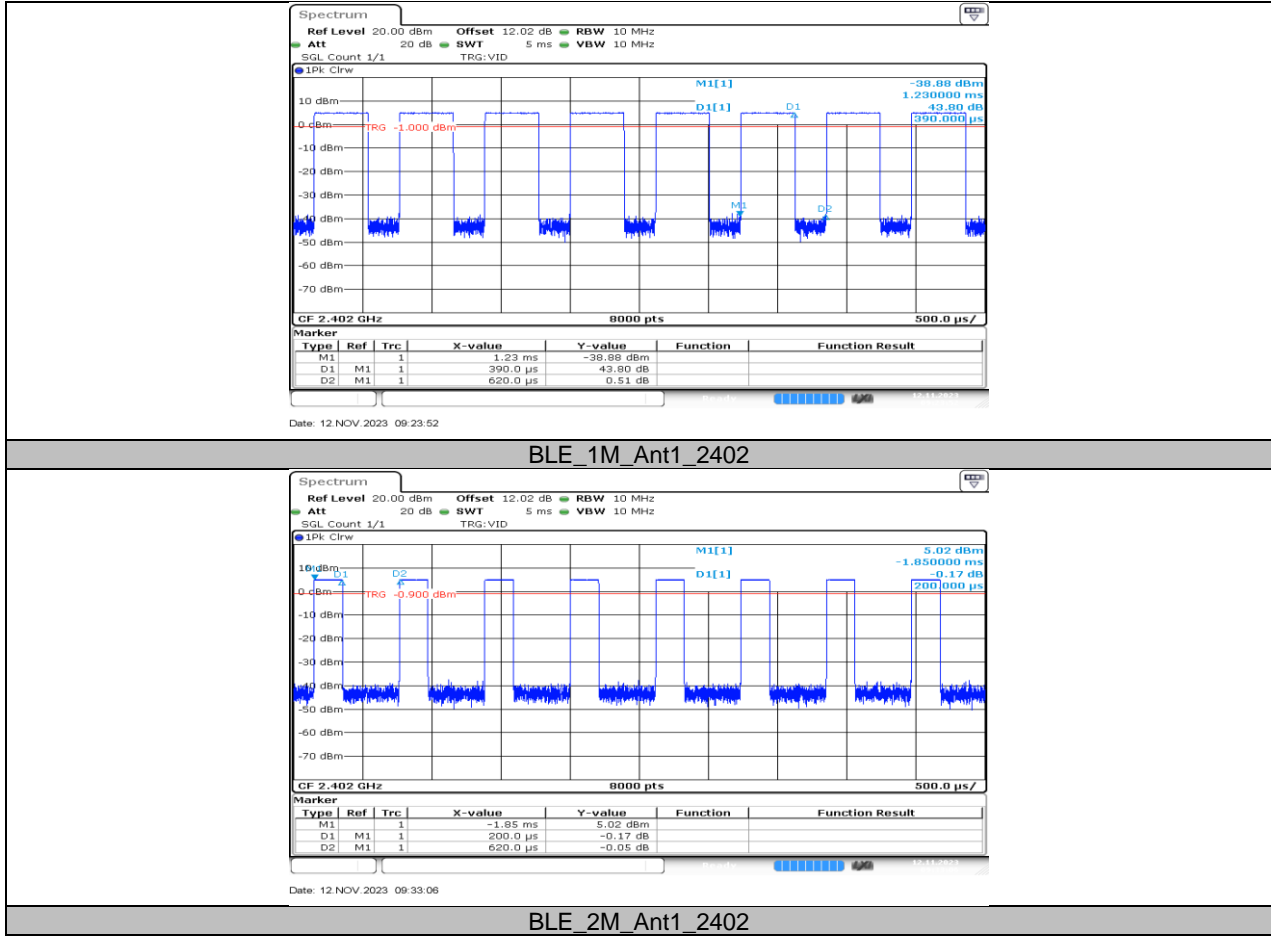 Spectrum
Ref Level 20.00 dBm Offset 12.02 dB RBW 10 MHz
Att 20 dB SWT 5 ms VBW 10 MHz
SGL Count 1/1 TRG:VID
1Pk Clrw
M1[1] -38.88 dBm
1.230000 ms
10 dBm
D1[1] D1 43.80 dB
390.000 µs
0 dBm
TRG -1.000 dBm
-10 dBm
-20 dBm
-30 dBm
M1 D2
-40 dBm
-50 dBm
-60 dBm
-70 dBm
CF 2.402 GHz 8000 pts 500.0 µs/
Marker
Type Ref Trc X-value Y-value Function Function Result
M1 1 1.23 ms -38.88 dBm
D1 M1 1 390.0 µs 43.80 dB
D2 M1 1 620.0 µs 0.51 dB
Date: 12.NOV.2023 09:23:52
BLE_1M_Ant1_2402
Spectrum
Ref Level 20.00 dBm Offset 12.02 dB RBW 10 MHz
Att 20 dB SWT 5 ms VBW 10 MHz
SGL Count 1/1 TRG:VID
1Pk Clrw
M1[1] 5.02 dBm
-1.850000 ms
10 dBm
D1 D2 D1[1] -0.17 dB
200.000 µs
0 dBm
TRG -0.900 dBm
-10 dBm
-20 dBm
-30 dBm
-40 dBm
-50 dBm
-60 dBm
-70 dBm
CF 2.402 GHz 8000 pts 500.0 µs/
Marker
Type Ref Trc X-value Y-value Function Function Result
M1 1 -1.85 ms 5.02 dBm
D1 M1 1 200.0 µs -0.17 dB
D2 M1 1 620.0 µs -0.05 dB
Date: 12.NOV.2023 09:33:06
BLE_2M_Ant1_2402